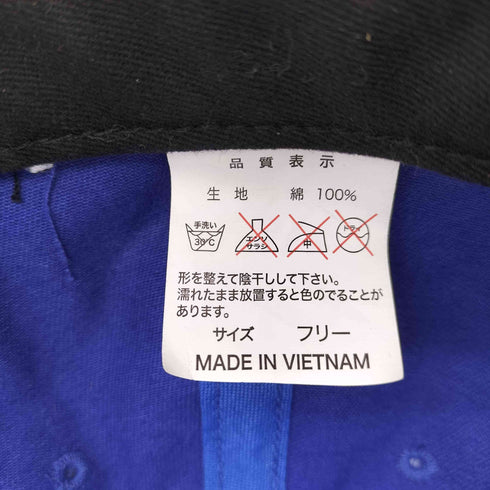 品質表示
生地 綿 100%
手洗い
30℃
エンソ
サラシ
中
ドライ
形を整えて陰干しして下さい。
濡れたまま放置すると色のでることが
あります。
サイズ フリー
MADE IN VIETNAM